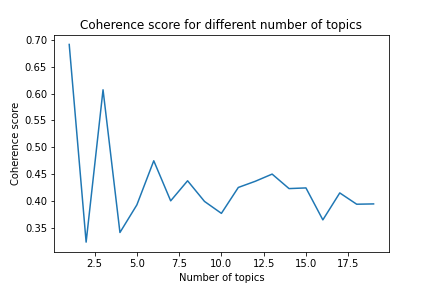 Coherence score for different number of topics
0.70
0.65
0.60
0.55
0.50
0.45
0.40
0.35
Coherence score
2.5 5.0 7.5 10.0 12.5 15.0 17.5
Number of topics